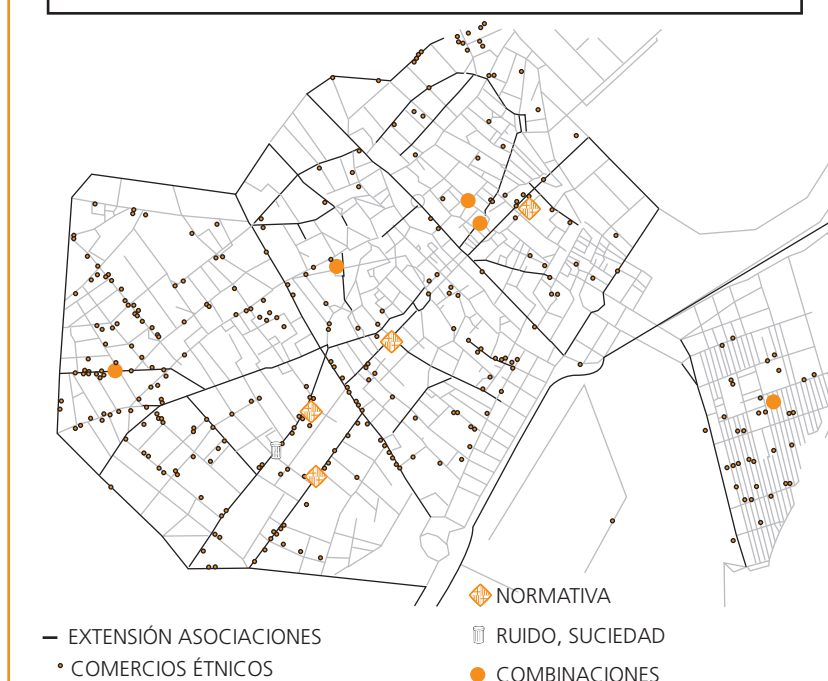 NORMATIVA
EXTENSIÓN ASOCIACIONES
RUIDO, SUCIEDAD
COMERCIOS ÉTNICOS
COMBINACIONES